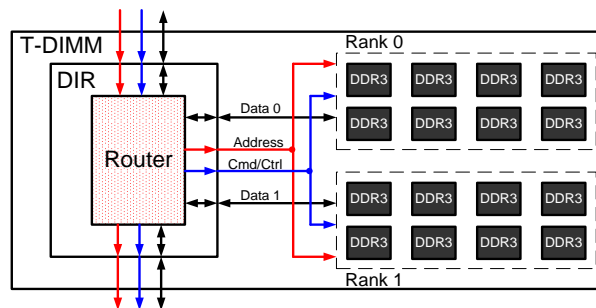 T-DIMM
DIR
Router
Data 0
Address
Cmd/Ctrl
Data 1
Rank 0
DDR3 DDR3 DDR3 DDR3
DDR3 DDR3 DDR3 DDR3
DDR3 DDR3 DDR3 DDR3
DDR3 DDR3 DDR3 DDR3
Rank 1